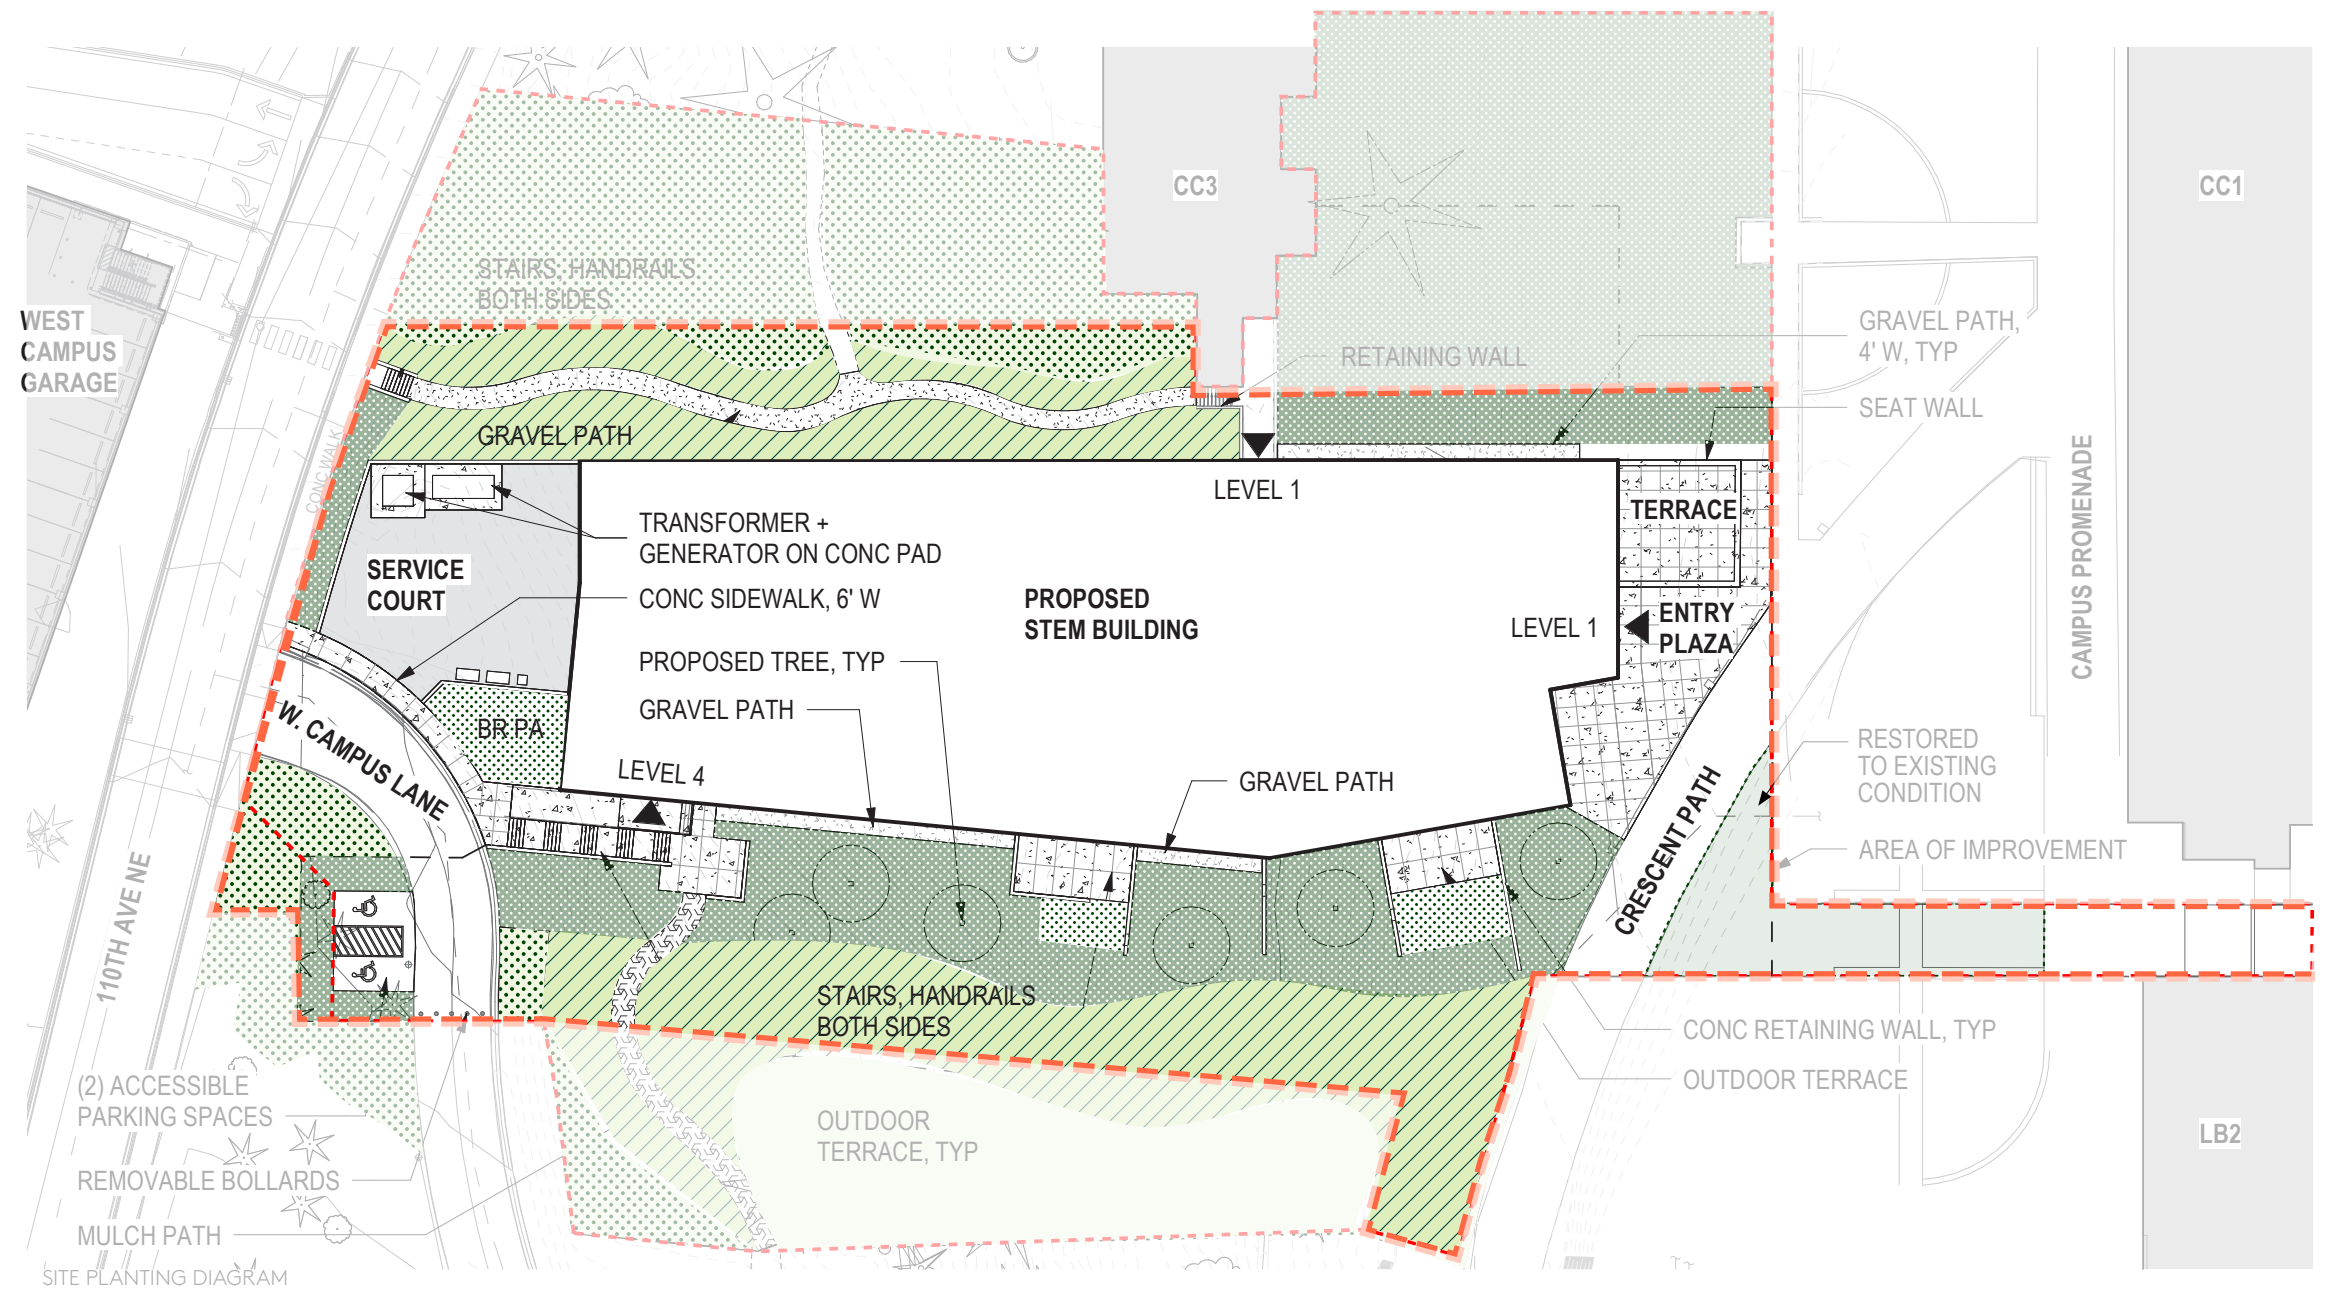 CC3
CC1
STAIRS, HANDRAILS
BOTH SIDES
WEST
CAMPUS
GARAGE
GRAVEL PATH,
4' W, TYP
RETAINING WALL
SEAT WALL
GRAVEL PATH
CONC WALK
LEVEL 1
TERRACE
TRANSFORMER +
GENERATOR ON CONC PAD
SERVICE
COURT
CONC SIDEWALK, 6' W
PROPOSED
STEM BUILDING
LEVEL 1
ENTRY
PLAZA
CAMPUS PROMENADE
PROPOSED TREE, TYP
GRAVEL PATH
BR PA
W. CAMPUS LANE
LEVEL 4
GRAVEL PATH
RESTORED
TO EXISTING
CONDITION
CRESCENT PATH
AREA OF IMPROVEMENT
110TH AVE NE
STAIRS, HANDRAILS
BOTH SIDES
CONC RETAINING WALL, TYP
OUTDOOR TERRACE
(2) ACCESSIBLE
PARKING SPACES
OUTDOOR
TERRACE, TYP
LB2
REMOVABLE BOLLARDS
MULCH PATH
SITE PLANTING DIAGRAM